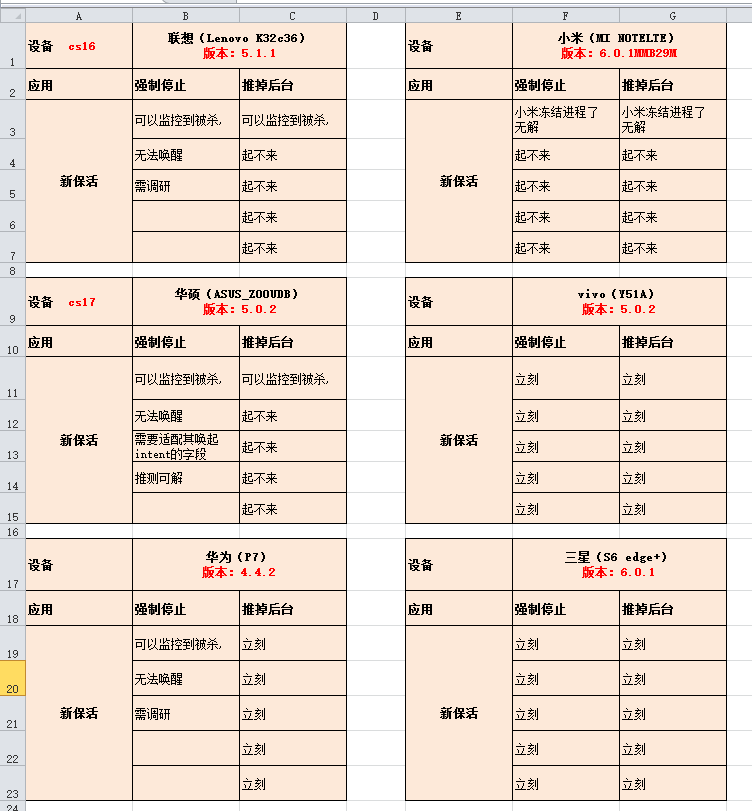 A B C D E F G
1 设备 cs16 联想（Lenovo K32c36） 设备 小米（MI NOTELTE）
版本：5.1.1 版本：6.0.1MMB29M
2 应用 强制停止 推掉后台 应用 强制停止 推掉后台
3 可以监控到被杀， 可以监控到被杀， 小米冻结进程了 小米冻结进程了
无解 无解
4 无法唤醒 起不来 起不来 起不来
5 新保活 需调研 起不来 新保活 起不来 起不来
6 起不来 起不来 起不来
7 起不来 起不来 起不来
8
9 设备 cs17 华硕（ASUS_ZOOUDB） 设备 vivo（Y51A）
版本：5.0.2 版本：5.0.2
10 应用 强制停止 推掉后台 应用 强制停止 推掉后台
11 可以监控到被杀， 可以监控到被杀， 立刻 立刻
12 无法唤醒 起不来 立刻 立刻
13 新保活 需要适配其唤起 起不来 新保活 立刻 立刻
intent的字段
14 推测可解 起不来 立刻 立刻
15 起不来 立刻 立刻
16
17 设备 华为（P7） 设备 三星（S6 edge+）
版本：4.4.2 版本：6.0.1
18 应用 强制停止 推掉后台 应用 强制停止 推掉后台
19 可以监控到被杀， 立刻 立刻 立刻
20 无法唤醒 立刻 立刻 立刻
21 新保活 需调研 立刻 新保活 立刻 立刻
22 立刻 立刻 立刻
23 立刻 立刻 立刻
24